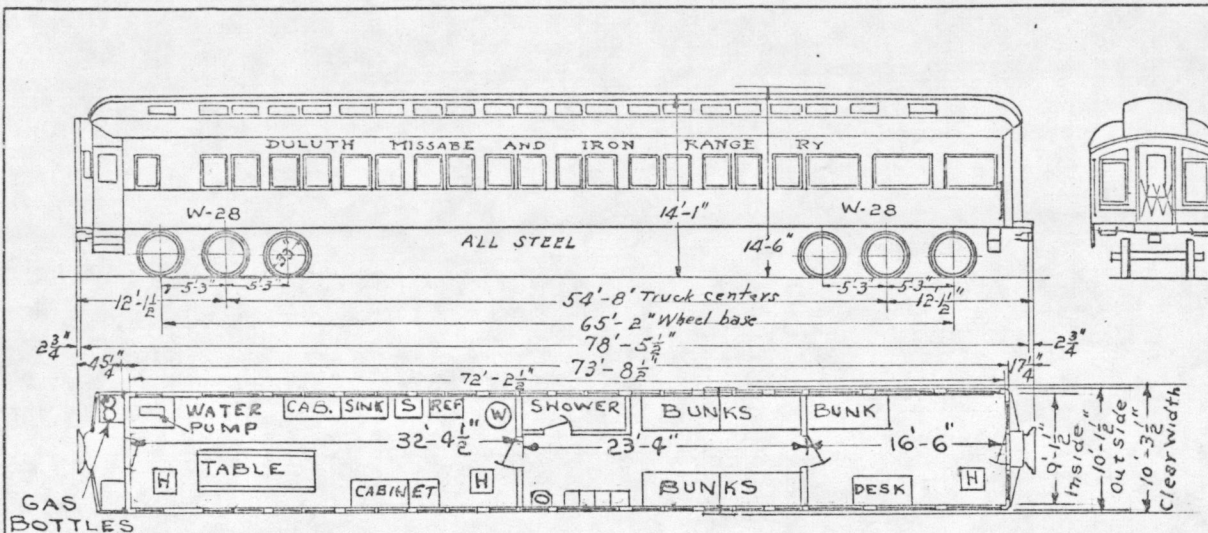 DULUTH MISSABE AND IRON RANGE RY
W-28
14'-1"
W-28
ALL STEEL
14'-6"
33"
5'-3" 5'-3"
5'-3" 5'-3"
12'-1½"
54'-8" Truck centers
12'-1½"
65'-2" Wheel base
2¾"
78'-5½"
2¾"
45¼"
73'-8½"
17¼"
72'-2½"
WATER PUMP
CAB.
SINK
S
REF
W
SHOWER
BUNKS
BUNK
32'-4½"
23'-4"
16'-6"
H
TABLE
CABINET
H
BUNKS
DESK
H
GAS BOTTLES
9'-1½" Inside
10'-1½" Outside
10'-3½" Clear Width